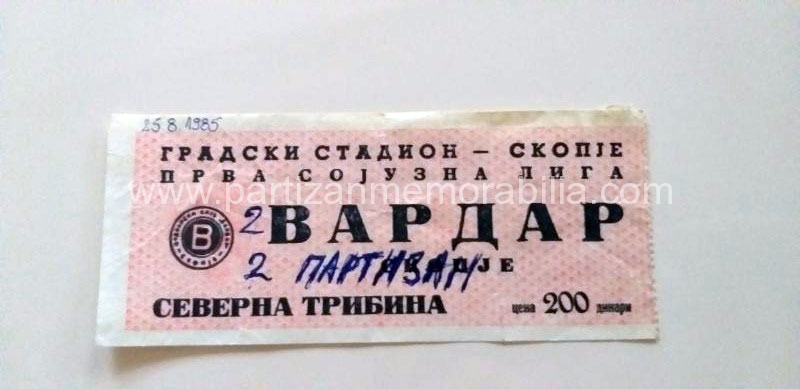 25.8.1985.
ГРАДСКИ СТАДИОН – СКОПЈЕ
ПРВА СОЈУЗНА ЛИГА
www.partizanmemorabilia.com
В
2 ВАРДАР
2 ПАРТИЗАН
СЕВЕРНА ТРИБИНА цена 200 динари